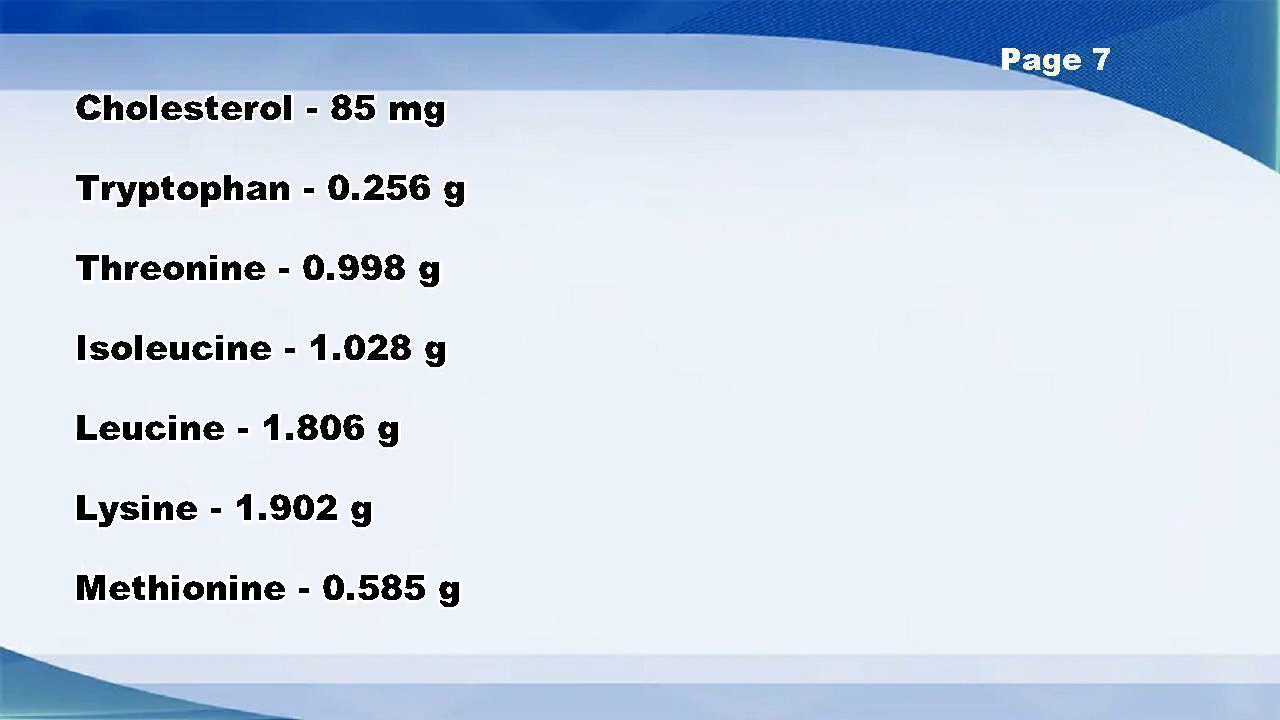 Page 7
Cholesterol - 85 mg
Tryptophan - 0.256 g
Threonine - 0.998 g
Isoleucine - 1.028 g
Leucine - 1.806 g
Lysine - 1.902 g
Methionine - 0.585 g